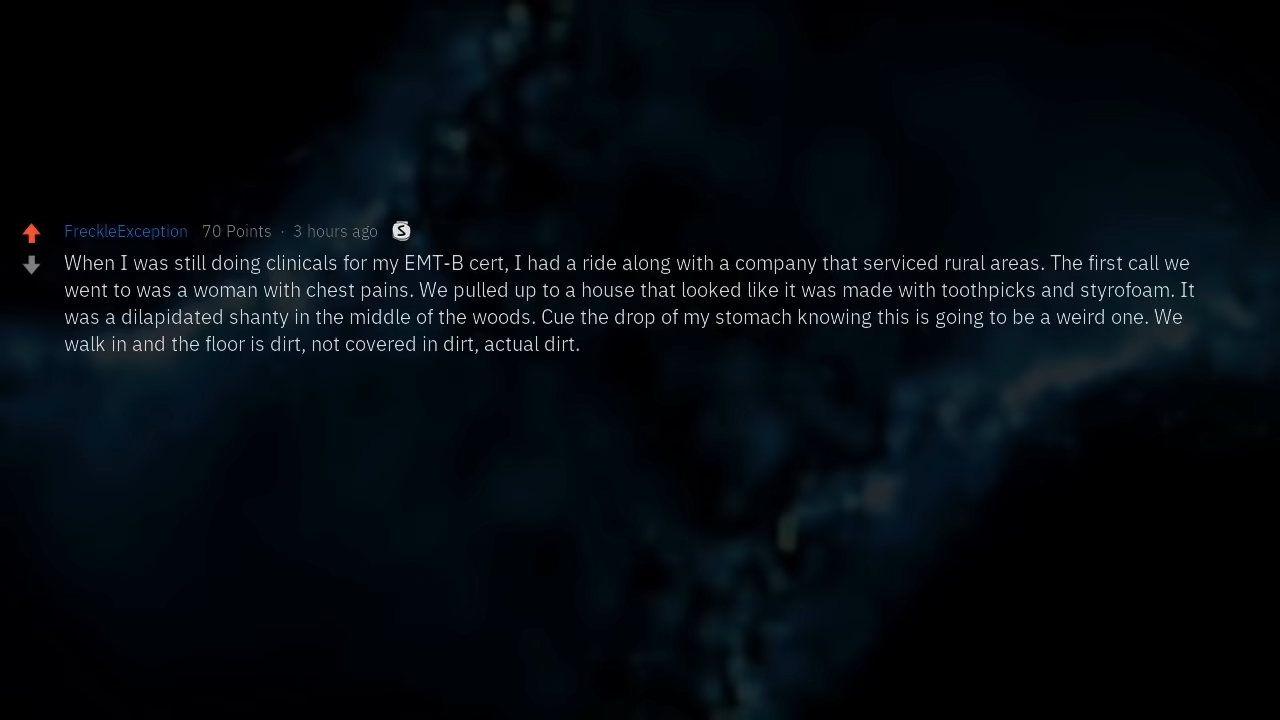 FreckleException 70 Points · 3 hours ago S
When I was still doing clinicals for my EMT-B cert, I had a ride along with a company that serviced rural areas. The first call we
went to was a woman with chest pains. We pulled up to a house that looked like it was made with toothpicks and styrofoam. It
was a dilapidated shanty in the middle of the woods. Cue the drop of my stomach knowing this is going to be a weird one. We
walk in and the floor is dirt, not covered in dirt, actual dirt.